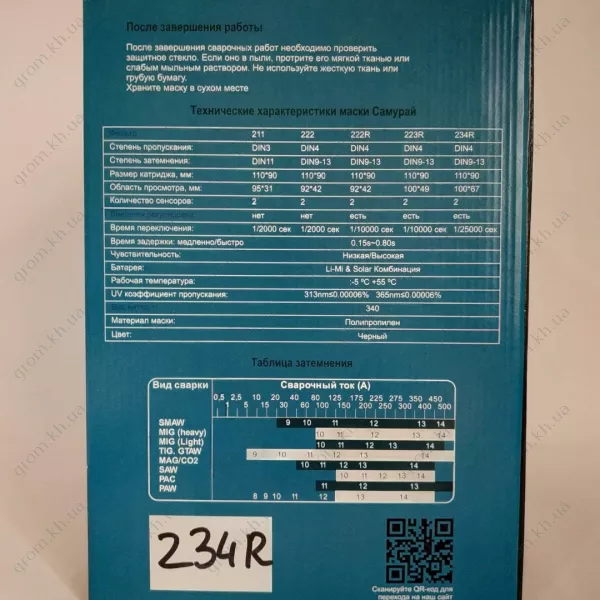 После завершения работы
После завершения сварочных работ необходимо проверить
защитное стекло. Если оно в пыли, протрите его мягкой тканью или
слабым мыльным раствором. Не используйте жесткую ткань или
грубую бумагу.
Храните маску в сухом месте
Технические характеристики маски Самурай
211 222 222R 223R 234R
Степень пропускания: DIN3 DIN4 DIN4 DIN4 DIN4
Степень затемнения: DIN11 DIN9-13 DIN9-13 DIN9-13 DIN9-13
Размер катриджа, мм: 110*90 110*90 110*90 110*90 110*90
Область просмотра, мм: 95*31 92*42 92*42 100*49 100*67
Количество сенсоров: 2 2 2 2 2
нет нет есть есть есть
Время переключения: 1/2000 сек 1/2000 сек 1/10000 сек 1/10000 сек 1/25000 сек
Время задержки: медленно/быстро 0.15s~0.80s
Чувствительность: Низкая/Высокая
Батарея: Li-Mi & Solar Комбинация
Рабочая температура: -5 °C +55 °C
UV коэффициент пропускания: 313nm≤0.00006% 365nm≤0.00006%
340
Материал маски: Полипропилен
Цвет: Черный
Таблица затемнения
Вид сварки Сварочный ток (А)
0,5 2,5 10 20 40 80 125 175 225 275 350 450
1 5 15 30 60 100 150 200 250 300 400 500
SMAW 9 10 11 12 13 14
MIG (heavy) 10 11 12 13 14
MIG (Light) 10 11 12 13 14
TIG. GTAW 9 10 11 12 13 14
MAG/CO2 10 11 12 13 14
SAW 10 11 12 13 14
PAC 11 12 13
PAW 8 9 10 11 12 13 14
234R
Сканируйте QR-код для
перехода на наш сайт
grom.kh.ua